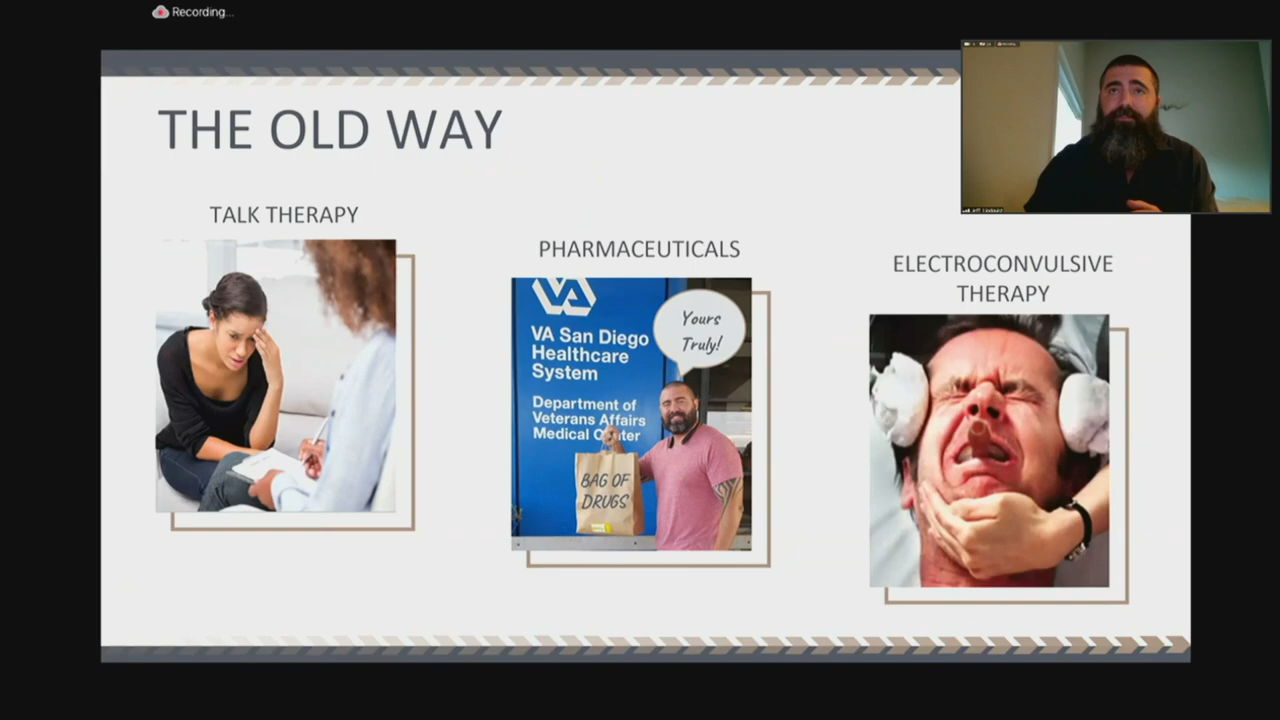 Recording...
THE OLD WAY
TALK THERAPY
PHARMACEUTICALS
ELECTROCONVULSIVE
THERAPY
VA
VA San Diego
Healthcare
System
Department of
Veterans Affairs
Medical Center
Yours
Truly!
BAG OF
DRUGS